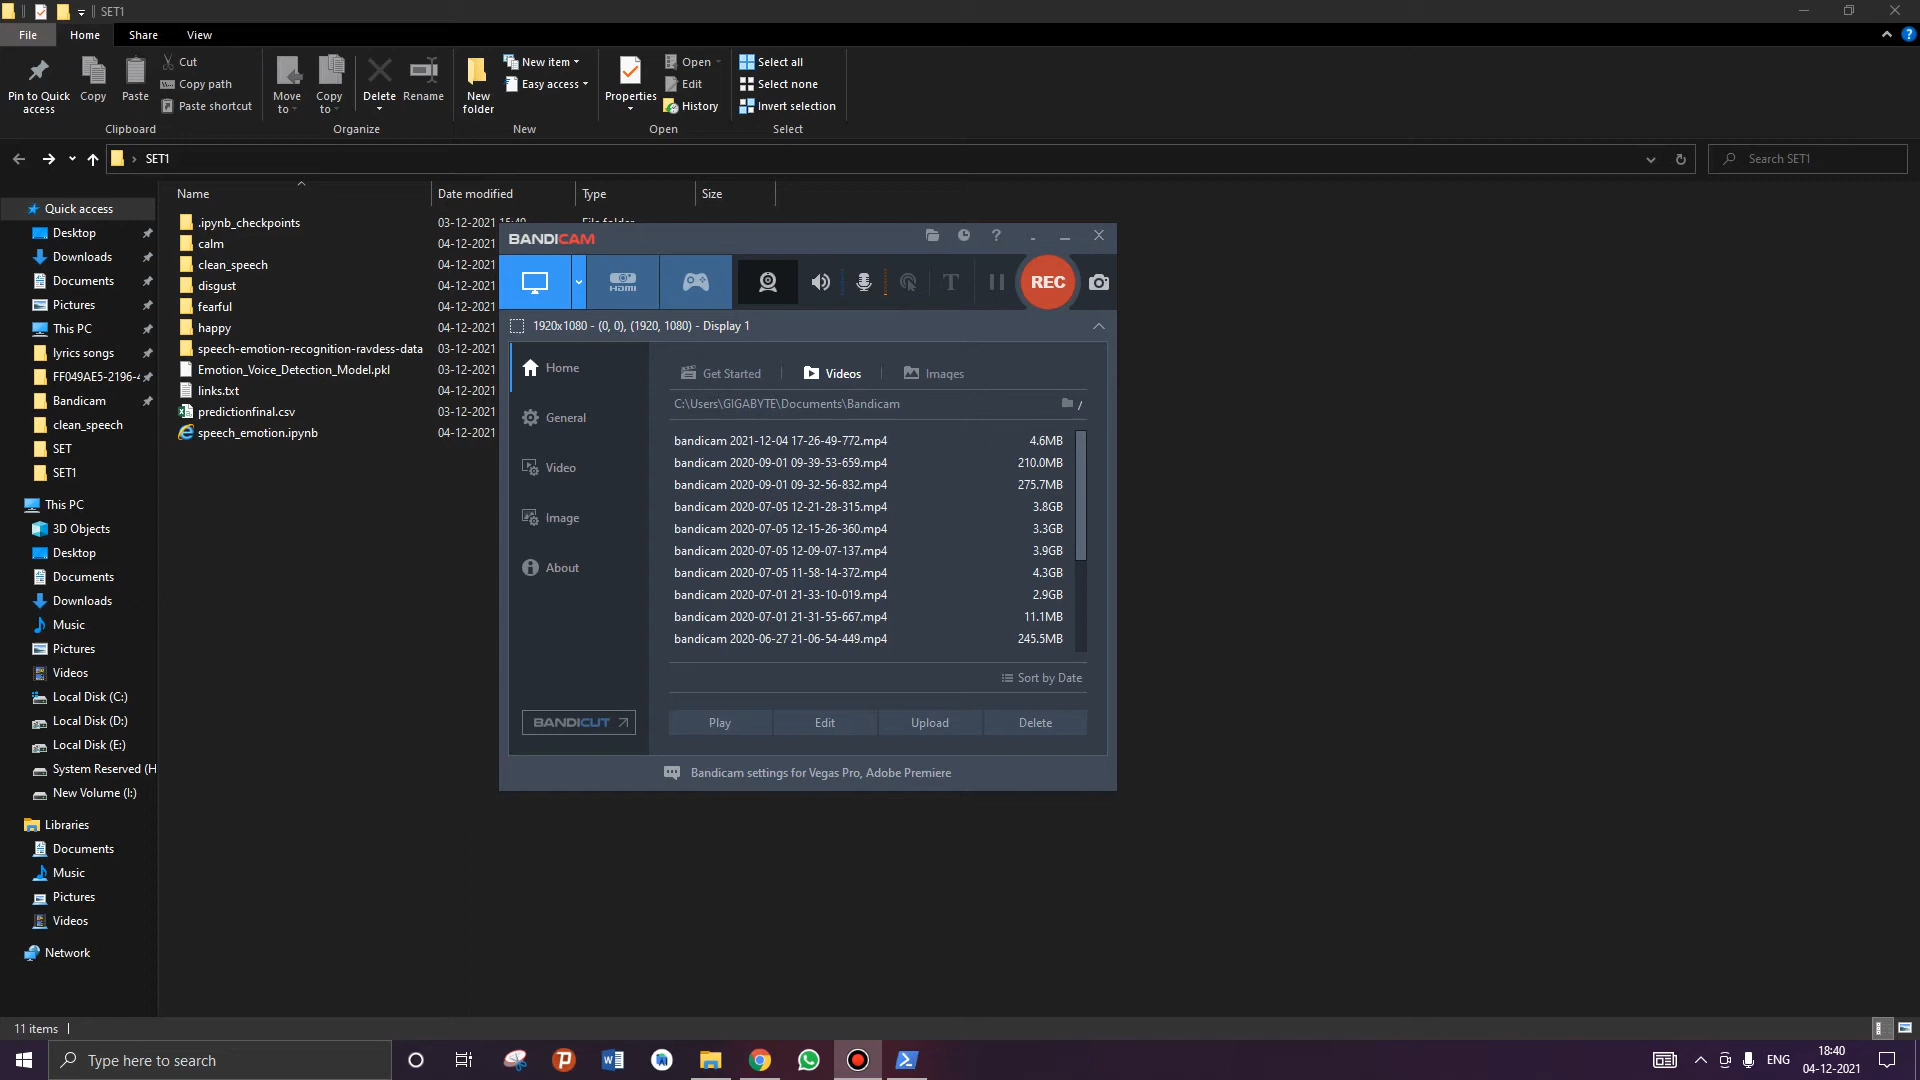 SET1
File Home Share View
Pin to Quick access
Copy
Paste
Cut
Copy path
Paste shortcut
Clipboard
Move to
Copy to
Delete
Rename
Organize
New folder
New item
Easy access
New
Properties
Open
Edit
History
Open
Select all
Select none
Invert selection
Select
SET1
Search SET1
Name Date modified Type Size
Quick access
Desktop
Downloads
Documents
Pictures
This PC
lyrics songs
FF049AE5-2196-4
Bandicam
clean_speech
SET
SET1
This PC
3D Objects
Desktop
Documents
Downloads
Music
Pictures
Videos
Local Disk (C:)
Local Disk (D:)
Local Disk (E:)
System Reserved (H
New Volume (I:)
Libraries
Documents
Music
Pictures
Videos
Network
.ipynb_checkpoints 03-12-2021 15:49 File folder
calm 04-12-2021
clean_speech 04-12-2021
disgust 04-12-2021
fearful 04-12-2021
happy 04-12-2021
speech-emotion-recognition-ravdess-data 03-12-2021
Emotion_Voice_Detection_Model.pkl 03-12-2021
links.txt 04-12-2021
predictionfinal.csv 03-12-2021
speech_emotion.ipynb 04-12-2021
BANDICAM
HDMI
T
REC
1920x1080 - (0, 0), (1920, 1080) - Display 1
Home
General
Video
Image
About
BANDICUT
Get Started Videos Images
C:\Users\GIGABYTE\Documents\Bandicam /
bandicam 2021-12-04 17-26-49-772.mp4 4.6MB
bandicam 2020-09-01 09-39-53-659.mp4 210.0MB
bandicam 2020-09-01 09-32-56-832.mp4 275.7MB
bandicam 2020-07-05 12-21-28-315.mp4 3.8GB
bandicam 2020-07-05 12-15-26-360.mp4 3.3GB
bandicam 2020-07-05 12-09-07-137.mp4 3.9GB
bandicam 2020-07-05 11-58-14-372.mp4 4.3GB
bandicam 2020-07-01 21-33-10-019.mp4 2.9GB
bandicam 2020-07-01 21-31-55-667.mp4 11.1MB
bandicam 2020-06-27 21-06-54-449.mp4 245.5MB
Sort by Date
Play Edit Upload Delete
Bandicam settings for Vegas Pro, Adobe Premiere
11 items
Type here to search
ENG
18:40
04-12-2021